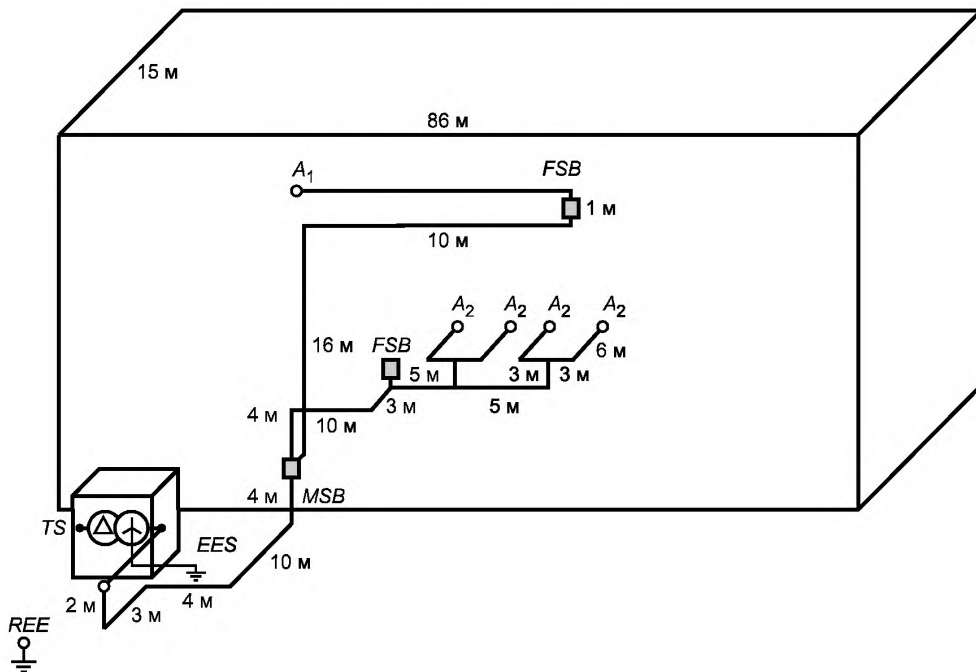 15 м
86 м
A1
FSB
1 м
10 м
A2
A2
A2
A2
16 м
FSB
6 м
5 м
3 м
3 м
4 м
10 м
3 м
5 м
4 м
MSB
TS
EES
10 м
2 м
3 м
4 м
REE